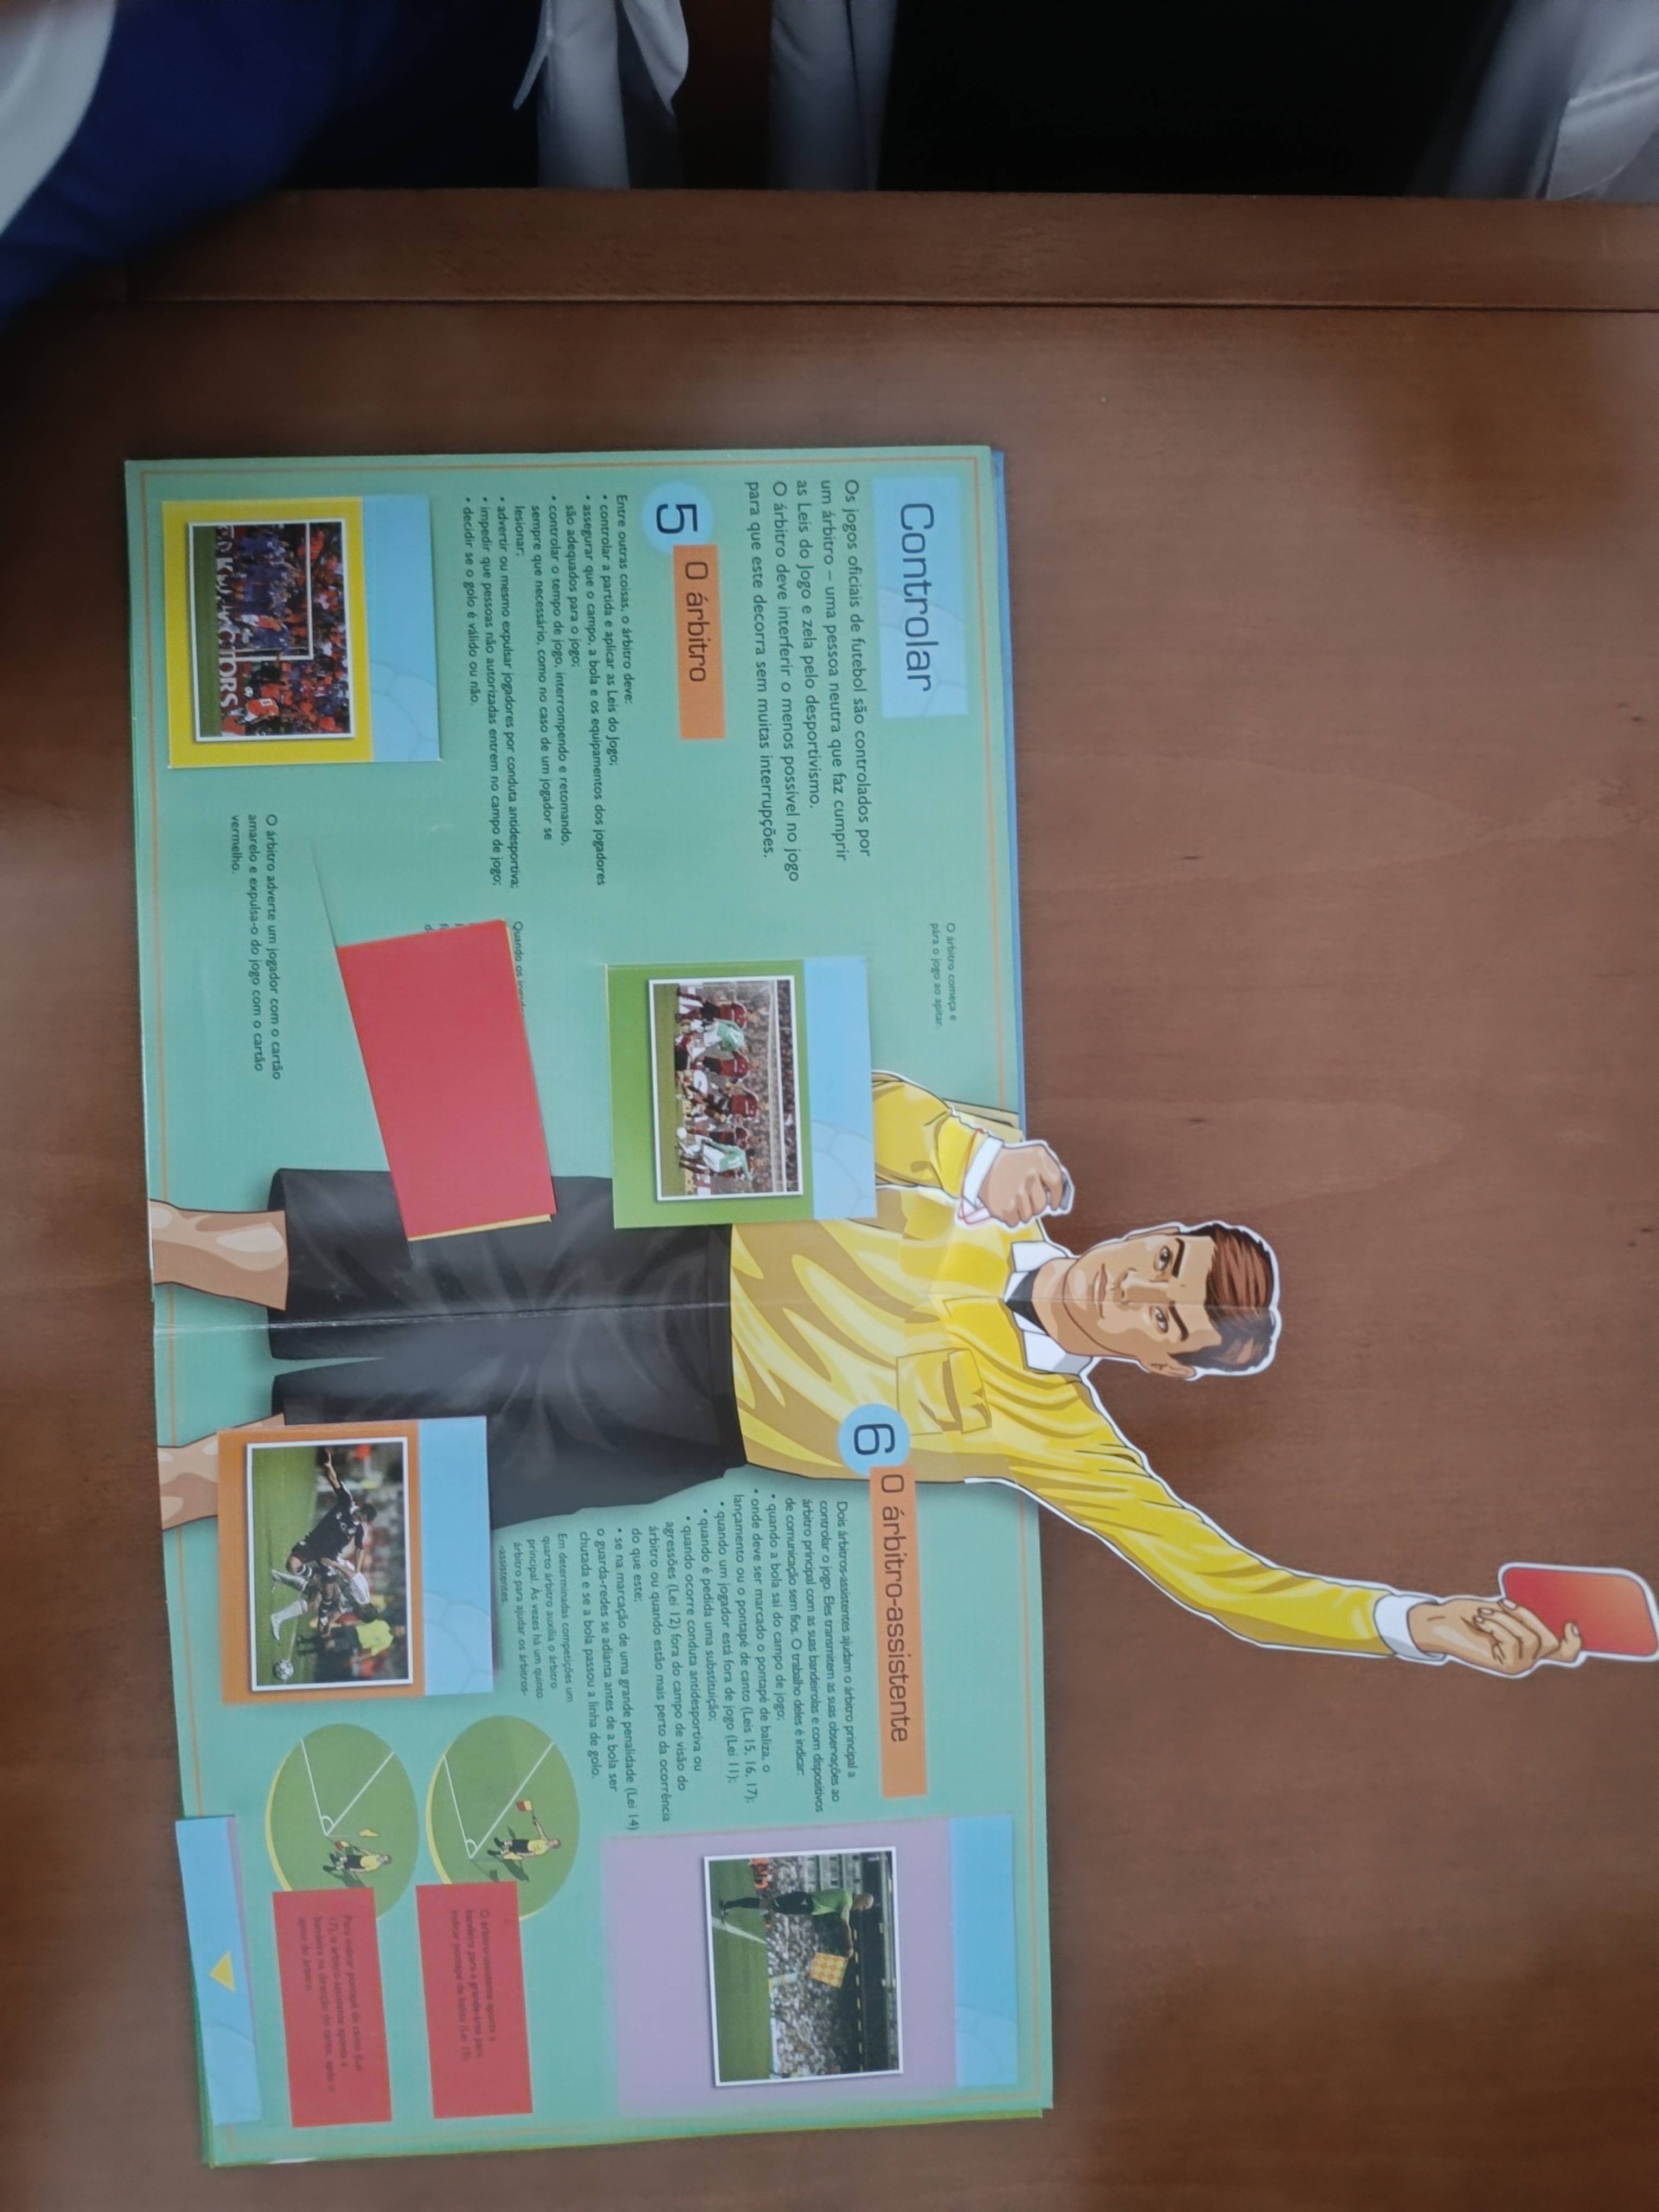 Controlar
Os jogos oficiais de futebol são controlados por
um árbitro – uma pessoa neutra que faz cumprir
as Leis do Jogo e zela pelo desportivismo.
O árbitro deve interferir o menos possível no jogo
para que este decorra sem muitas interrupções.
5
O árbitro
Entre outras coisas, o árbitro deve:
• controlar a partida e aplicar as Leis do Jogo;
• assegurar que o campo, a bola e os equipamentos dos jogadores
são adequados para o jogo;
• controlar o tempo de jogo, interrompendo e retomando,
sempre que necessário, como no caso de um jogador se
lesionar;
• advertir ou mesmo expulsar jogadores por conduta antidesportiva;
• impedir que pessoas não autorizadas entrem no campo de jogo;
• decidir se o golo é válido ou não.
O árbitro adverte um jogador com o cartão
amarelo e expulsa-o do jogo com o cartão
vermelho.
Quando os
O árbitro começa e
pára o jogo ao apitar.
6
O árbitro-assistente
Dois árbitros-assistentes ajudam o árbitro principal a
controlar o jogo. Eles transmitem as suas observações ao
árbitro principal com as suas bandeirolas e com dispositivos
de comunicação sem fios. O trabalho deles é indicar:
• quando a bola sai do campo de jogo;
• onde deve ser marcado o pontapé de baliza, o
lançamento ou o pontapé de canto (Leis 15, 16, 17);
• quando um jogador está fora de jogo (Lei 11);
• quando é pedida uma substituição;
• quando ocorre conduta antidesportiva ou
agressões (Lei 12) fora do campo de visão do
árbitro ou quando estão mais perto da ocorrência
do que este;
• se na marcação de uma grande penalidade (Lei 14)
o guarda-redes se adianta antes de a bola ser
chutada e se a bola passou a linha de golo.
Em determinadas competições um
quarto árbitro auxilia o árbitro
principal. Às vezes há um quinto
árbitro para ajudar os árbitros-
-assistentes.
O árbitro-assistente aponta a
bandeira para a grande-área para
indicar pontapé de baliza (Lei 15).
Para indicar pontapé de canto (Lei
17), o árbitro-assistente aponta a
bandeira na direcção do canto, após o